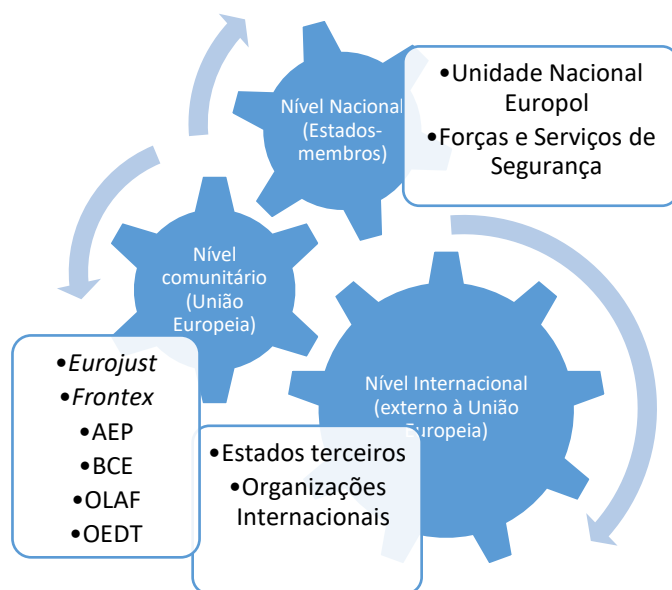 Nível Nacional
(Estados-
membros)
•Unidade Nacional
Europol
•Forças e Serviços de
Segurança
Nível
comunitário
(União
Europeia)
•Eurojust
•Frontex
•AEP
•BCE
•OLAF
•OEDT
Nível Internacional
(externo à União
Europeia)
•Estados terceiros
•Organizações
Internacionais